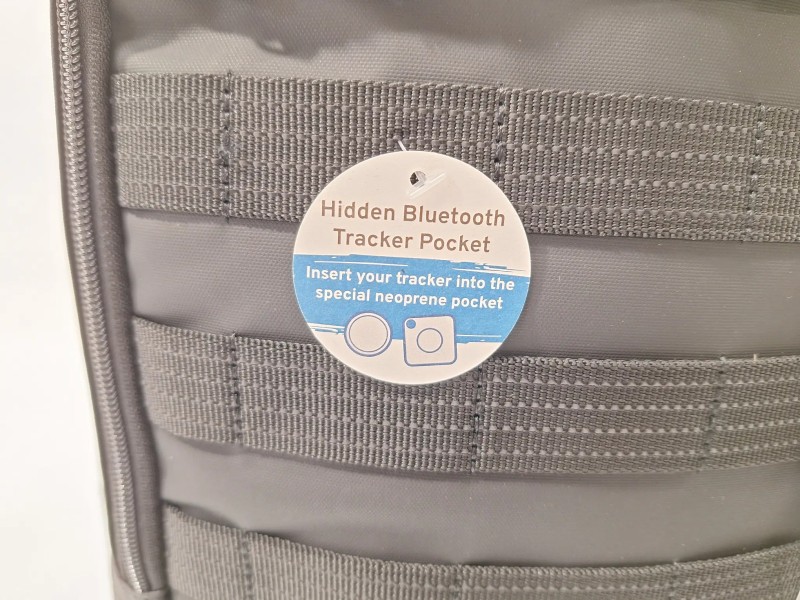 Hidden Bluetooth
Tracker Pocket
Insert your tracker into the
special neoprene pocket